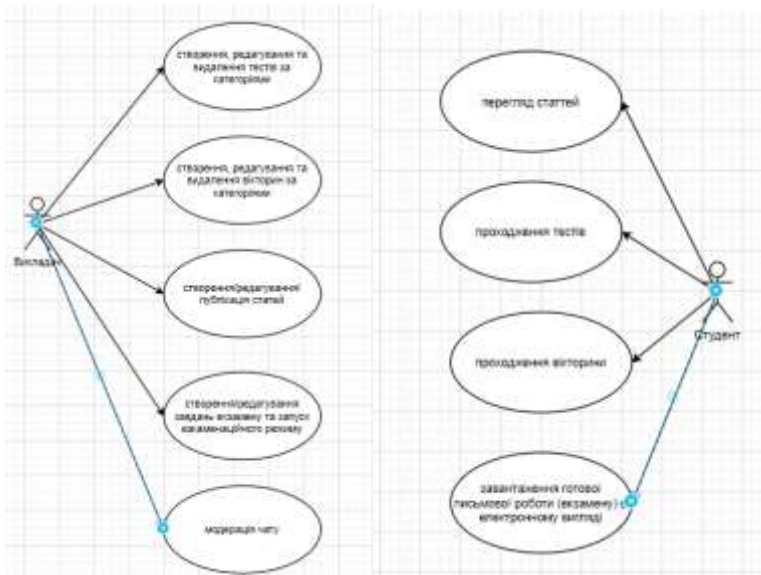 створення, редагування та
видалення тестів за
категоріями
створення, редагування та
видалення вікторин за
категоріями
Викладач
створення/редагування/
публікація статей
створення/редагування
завдань екзамену та запуск
екзаменаційного режиму
модерація чату
перегляд статтей
проходження тестів
Студент
проходження вікторини
завантаження готової
письмової роботи (екзамену) в
електронному вигляді